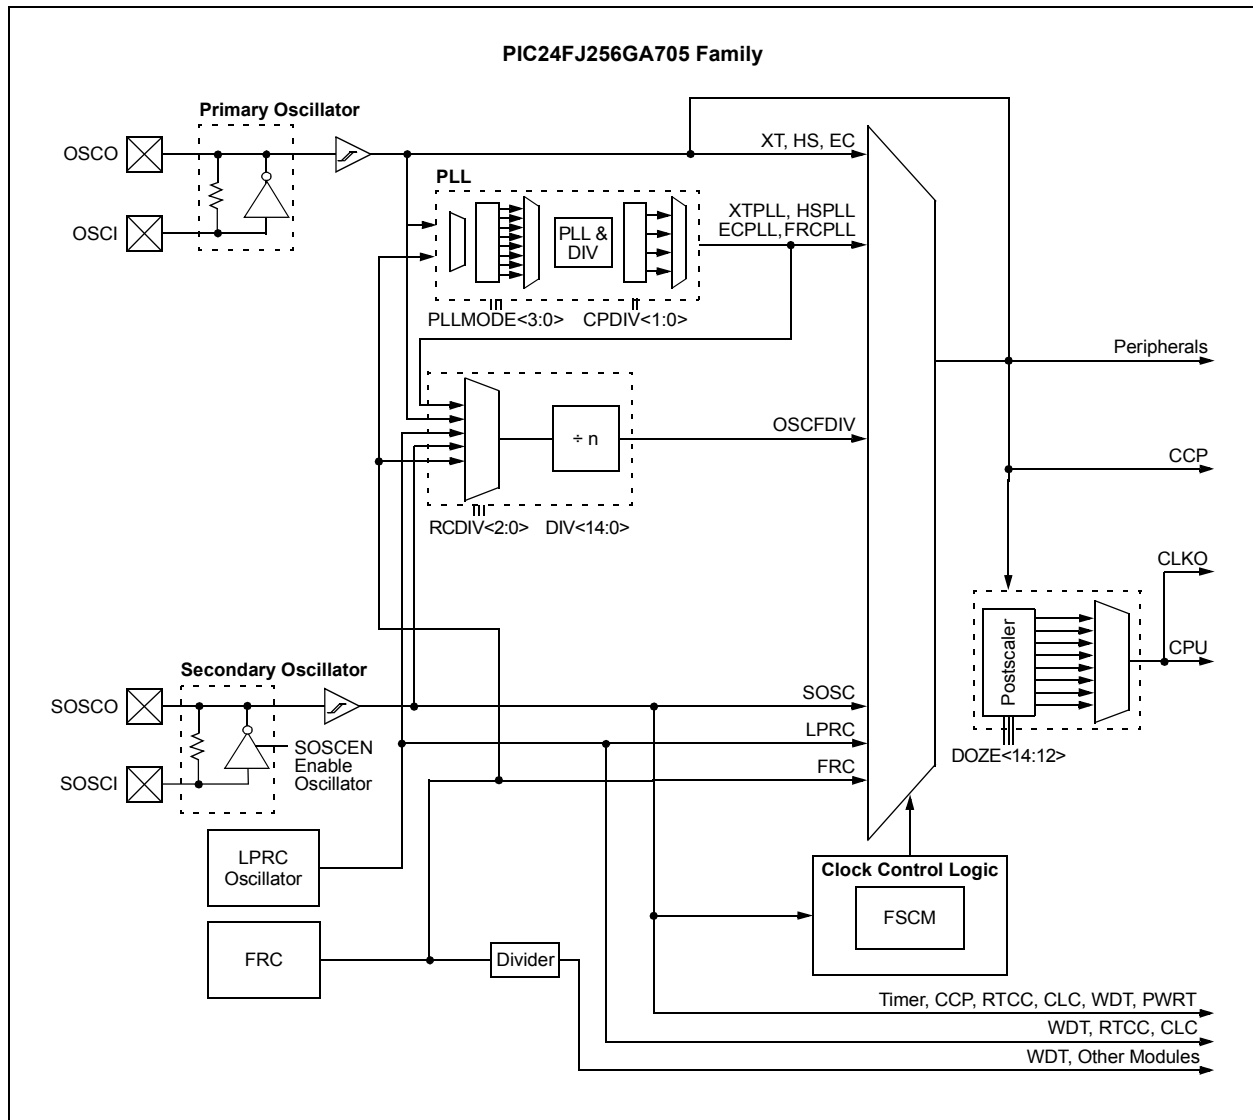 PIC24FJ256GA705 Family
Primary Oscillator
OSCO
XT, HS, EC
PLL
XTPLL, HSPLL
ECPLL,FRCPLL
OSCI
PLL &
DIV
PLLMODE<3:0>
CPDIV<1:0>
Peripherals
OSCFDIV
÷ n
CCP
RCDIV<2:0>
DIV<14:0>
CLKO
Postscaler
CPU
Secondary Oscillator
SOSCO
SOSC
LPRC
SOSCEN
Enable
Oscillator
DOZE<14:12>
SOSCI
FRC
LPRC
Oscillator
Clock Control Logic
FSCM
FRC
Divider
Timer, CCP, RTCC, CLC, WDT, PWRT
WDT, RTCC, CLC
WDT, Other Modules